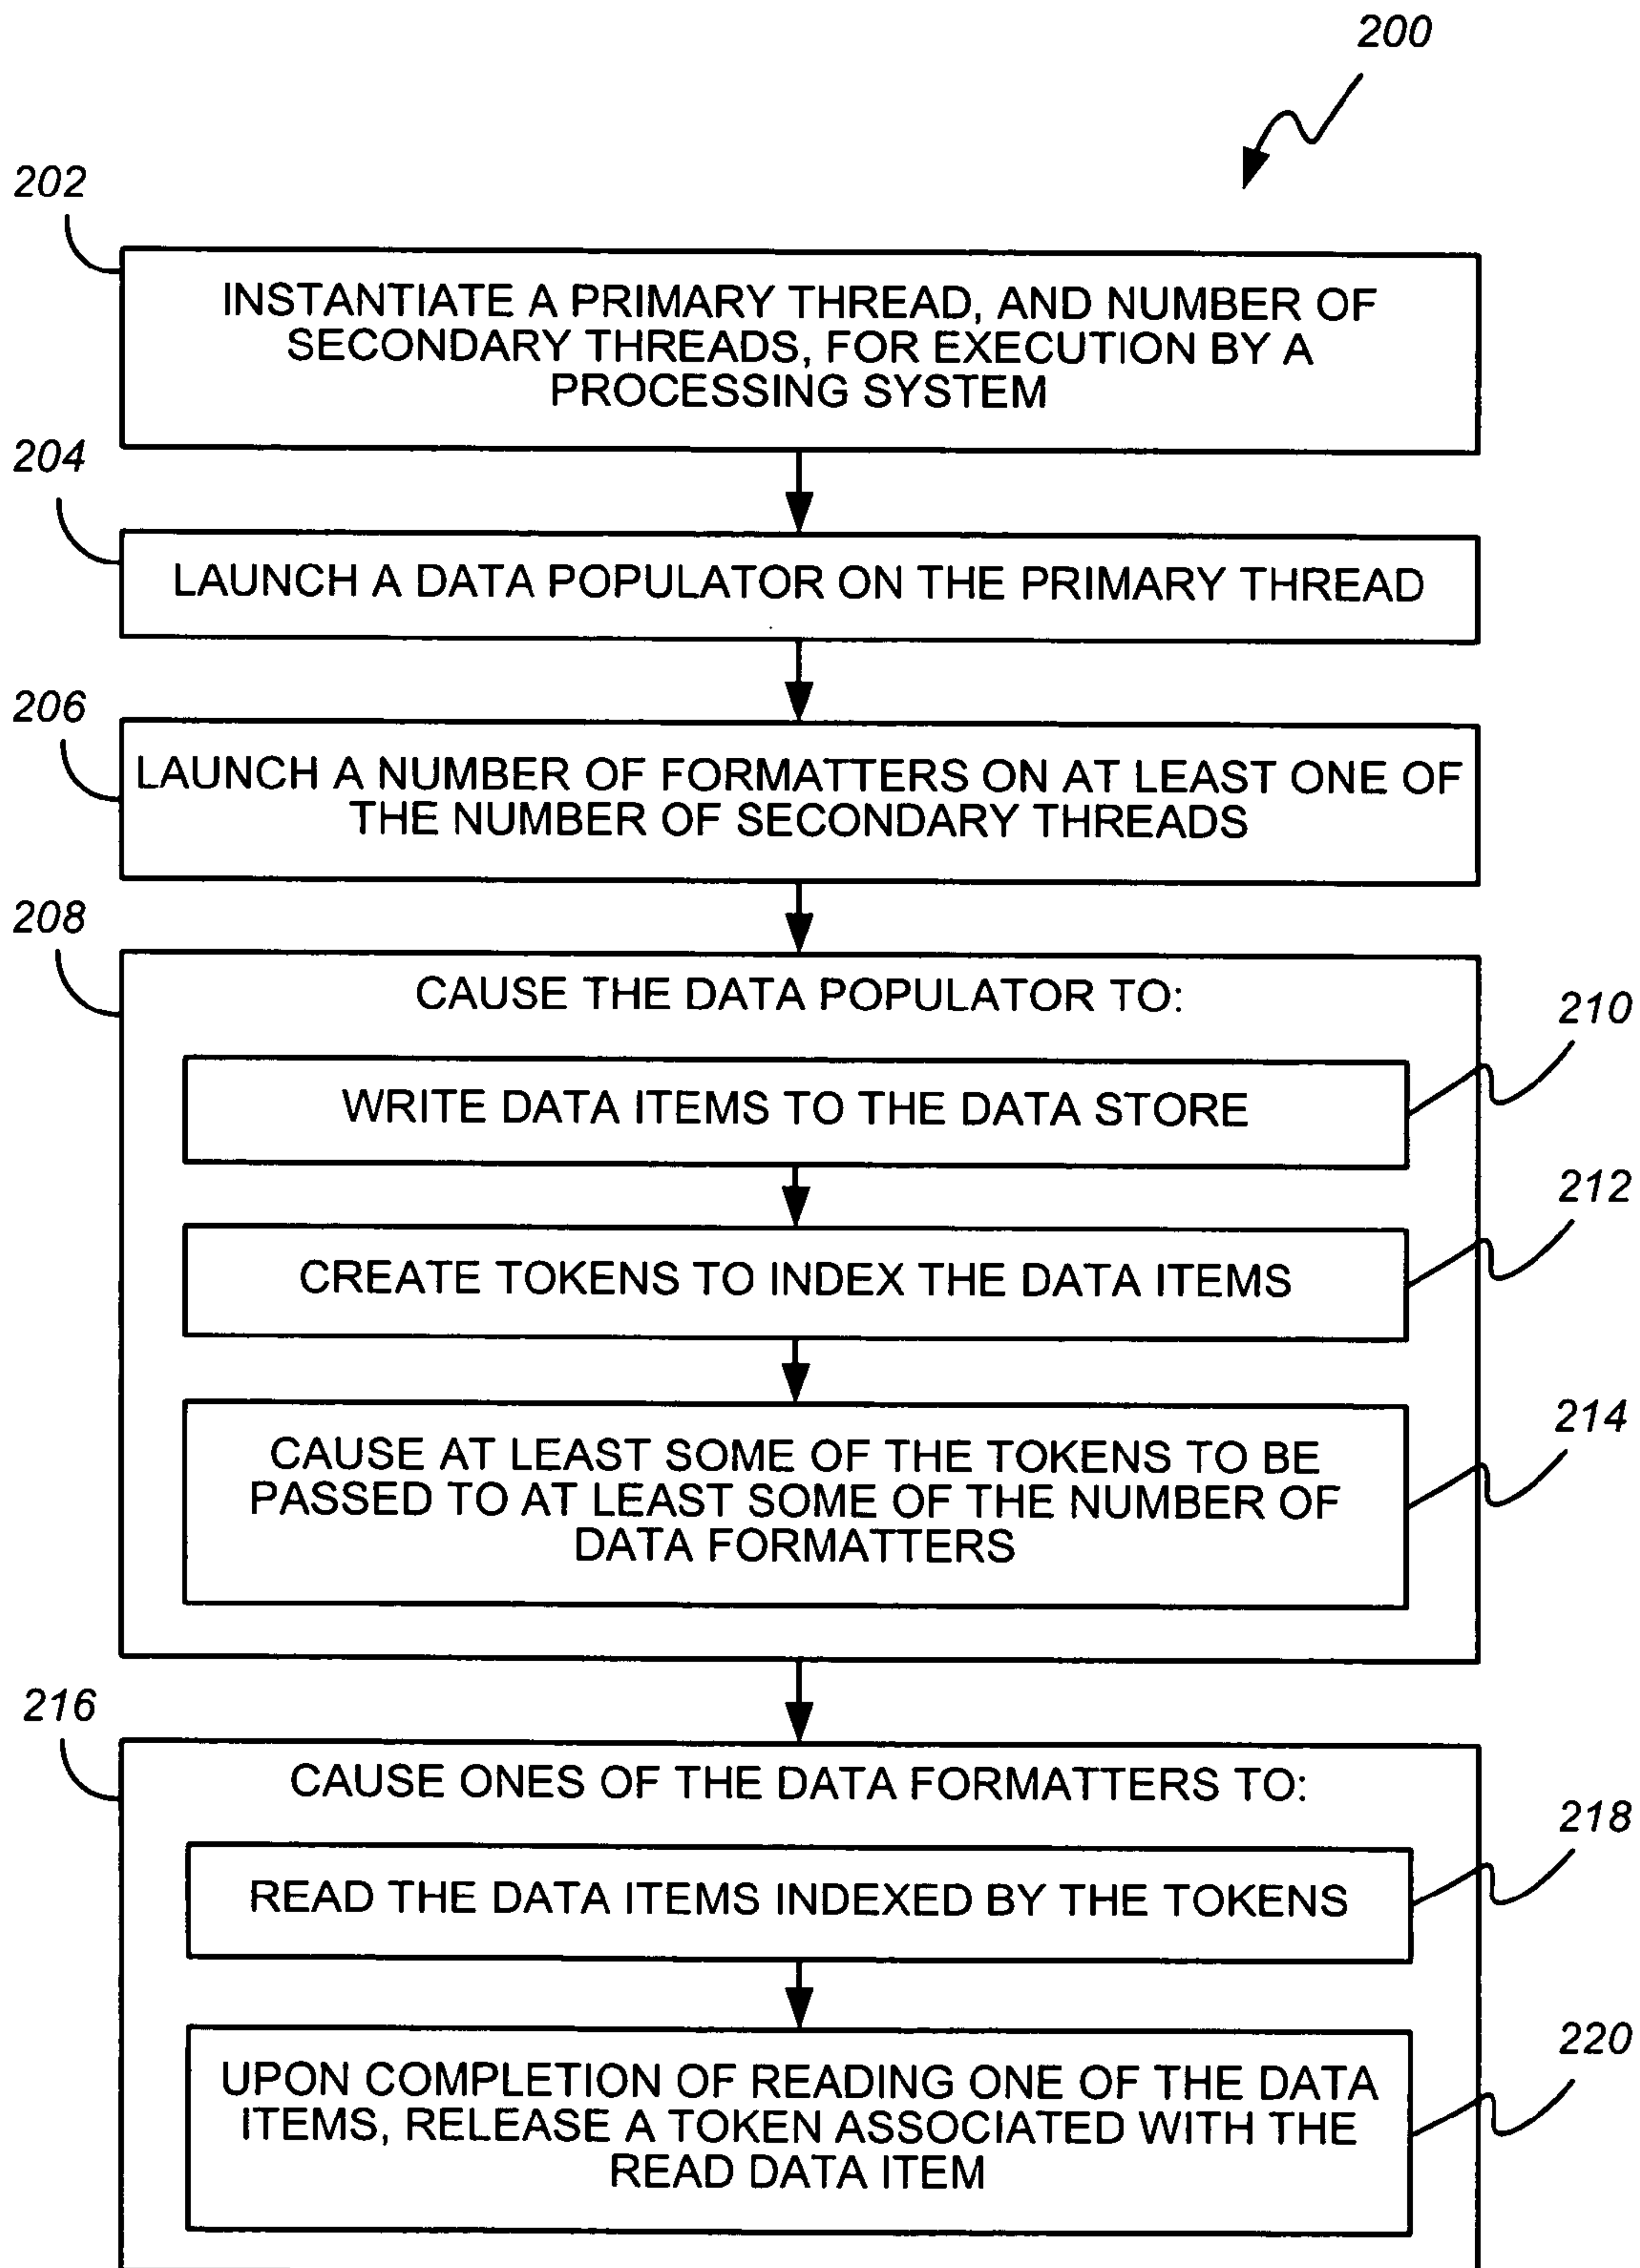 200
202
INSTANTIATE A PRIMARY THREAD, AND NUMBER OF
SECONDARY THREADS, FOR EXECUTION BY A
PROCESSING SYSTEM
204
LAUNCH A DATA POPULATOR ON THE PRIMARY THREAD
206
LAUNCH A NUMBER OF FORMATTERS ON AT LEAST ONE OF
THE NUMBER OF SECONDARY THREADS
208
CAUSE THE DATA POPULATOR TO:
210
WRITE DATA ITEMS TO THE DATA STORE
212
CREATE TOKENS TO INDEX THE DATA ITEMS
214
CAUSE AT LEAST SOME OF THE TOKENS TO BE
PASSED TO AT LEAST SOME OF THE NUMBER OF
DATA FORMATTERS
216
CAUSE ONES OF THE DATA FORMATTERS TO:
218
READ THE DATA ITEMS INDEXED BY THE TOKENS
220
UPON COMPLETION OF READING ONE OF THE DATA
ITEMS, RELEASE A TOKEN ASSOCIATED WITH THE
READ DATA ITEM